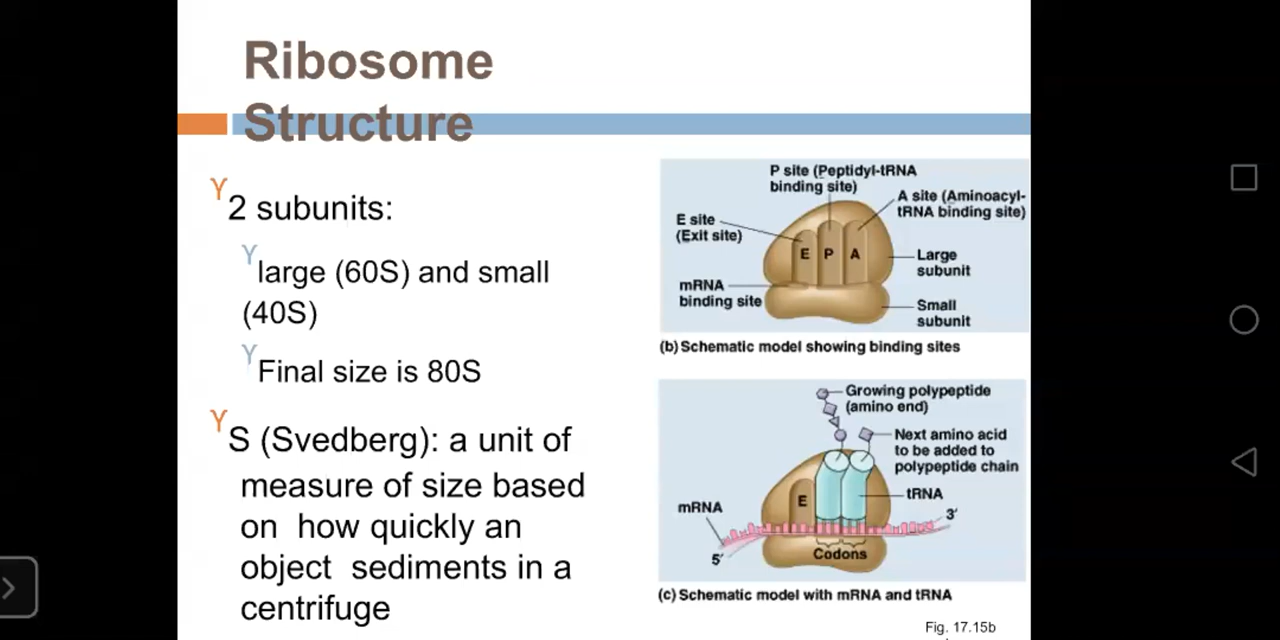 Ribosome
Structure
2 subunits:
large (60S) and small
(40S)
Final size is 80S
S (Svedberg): a unit of
measure of size based
on how quickly an
object sediments in a
centrifuge
P site (Peptidyl-tRNA
binding site)
A site (Aminoacyl-
tRNA binding site)
E site
(Exit site)
E P A
Large
subunit
mRNA
binding site
Small
subunit
(b) Schematic model showing binding sites
Growing polypeptide
(amino end)
Next amino acid
to be added to
polypeptide chain
E
tRNA
mRNA
3′
5′
Codons
(c) Schematic model with mRNA and tRNA
Fig. 17.15b